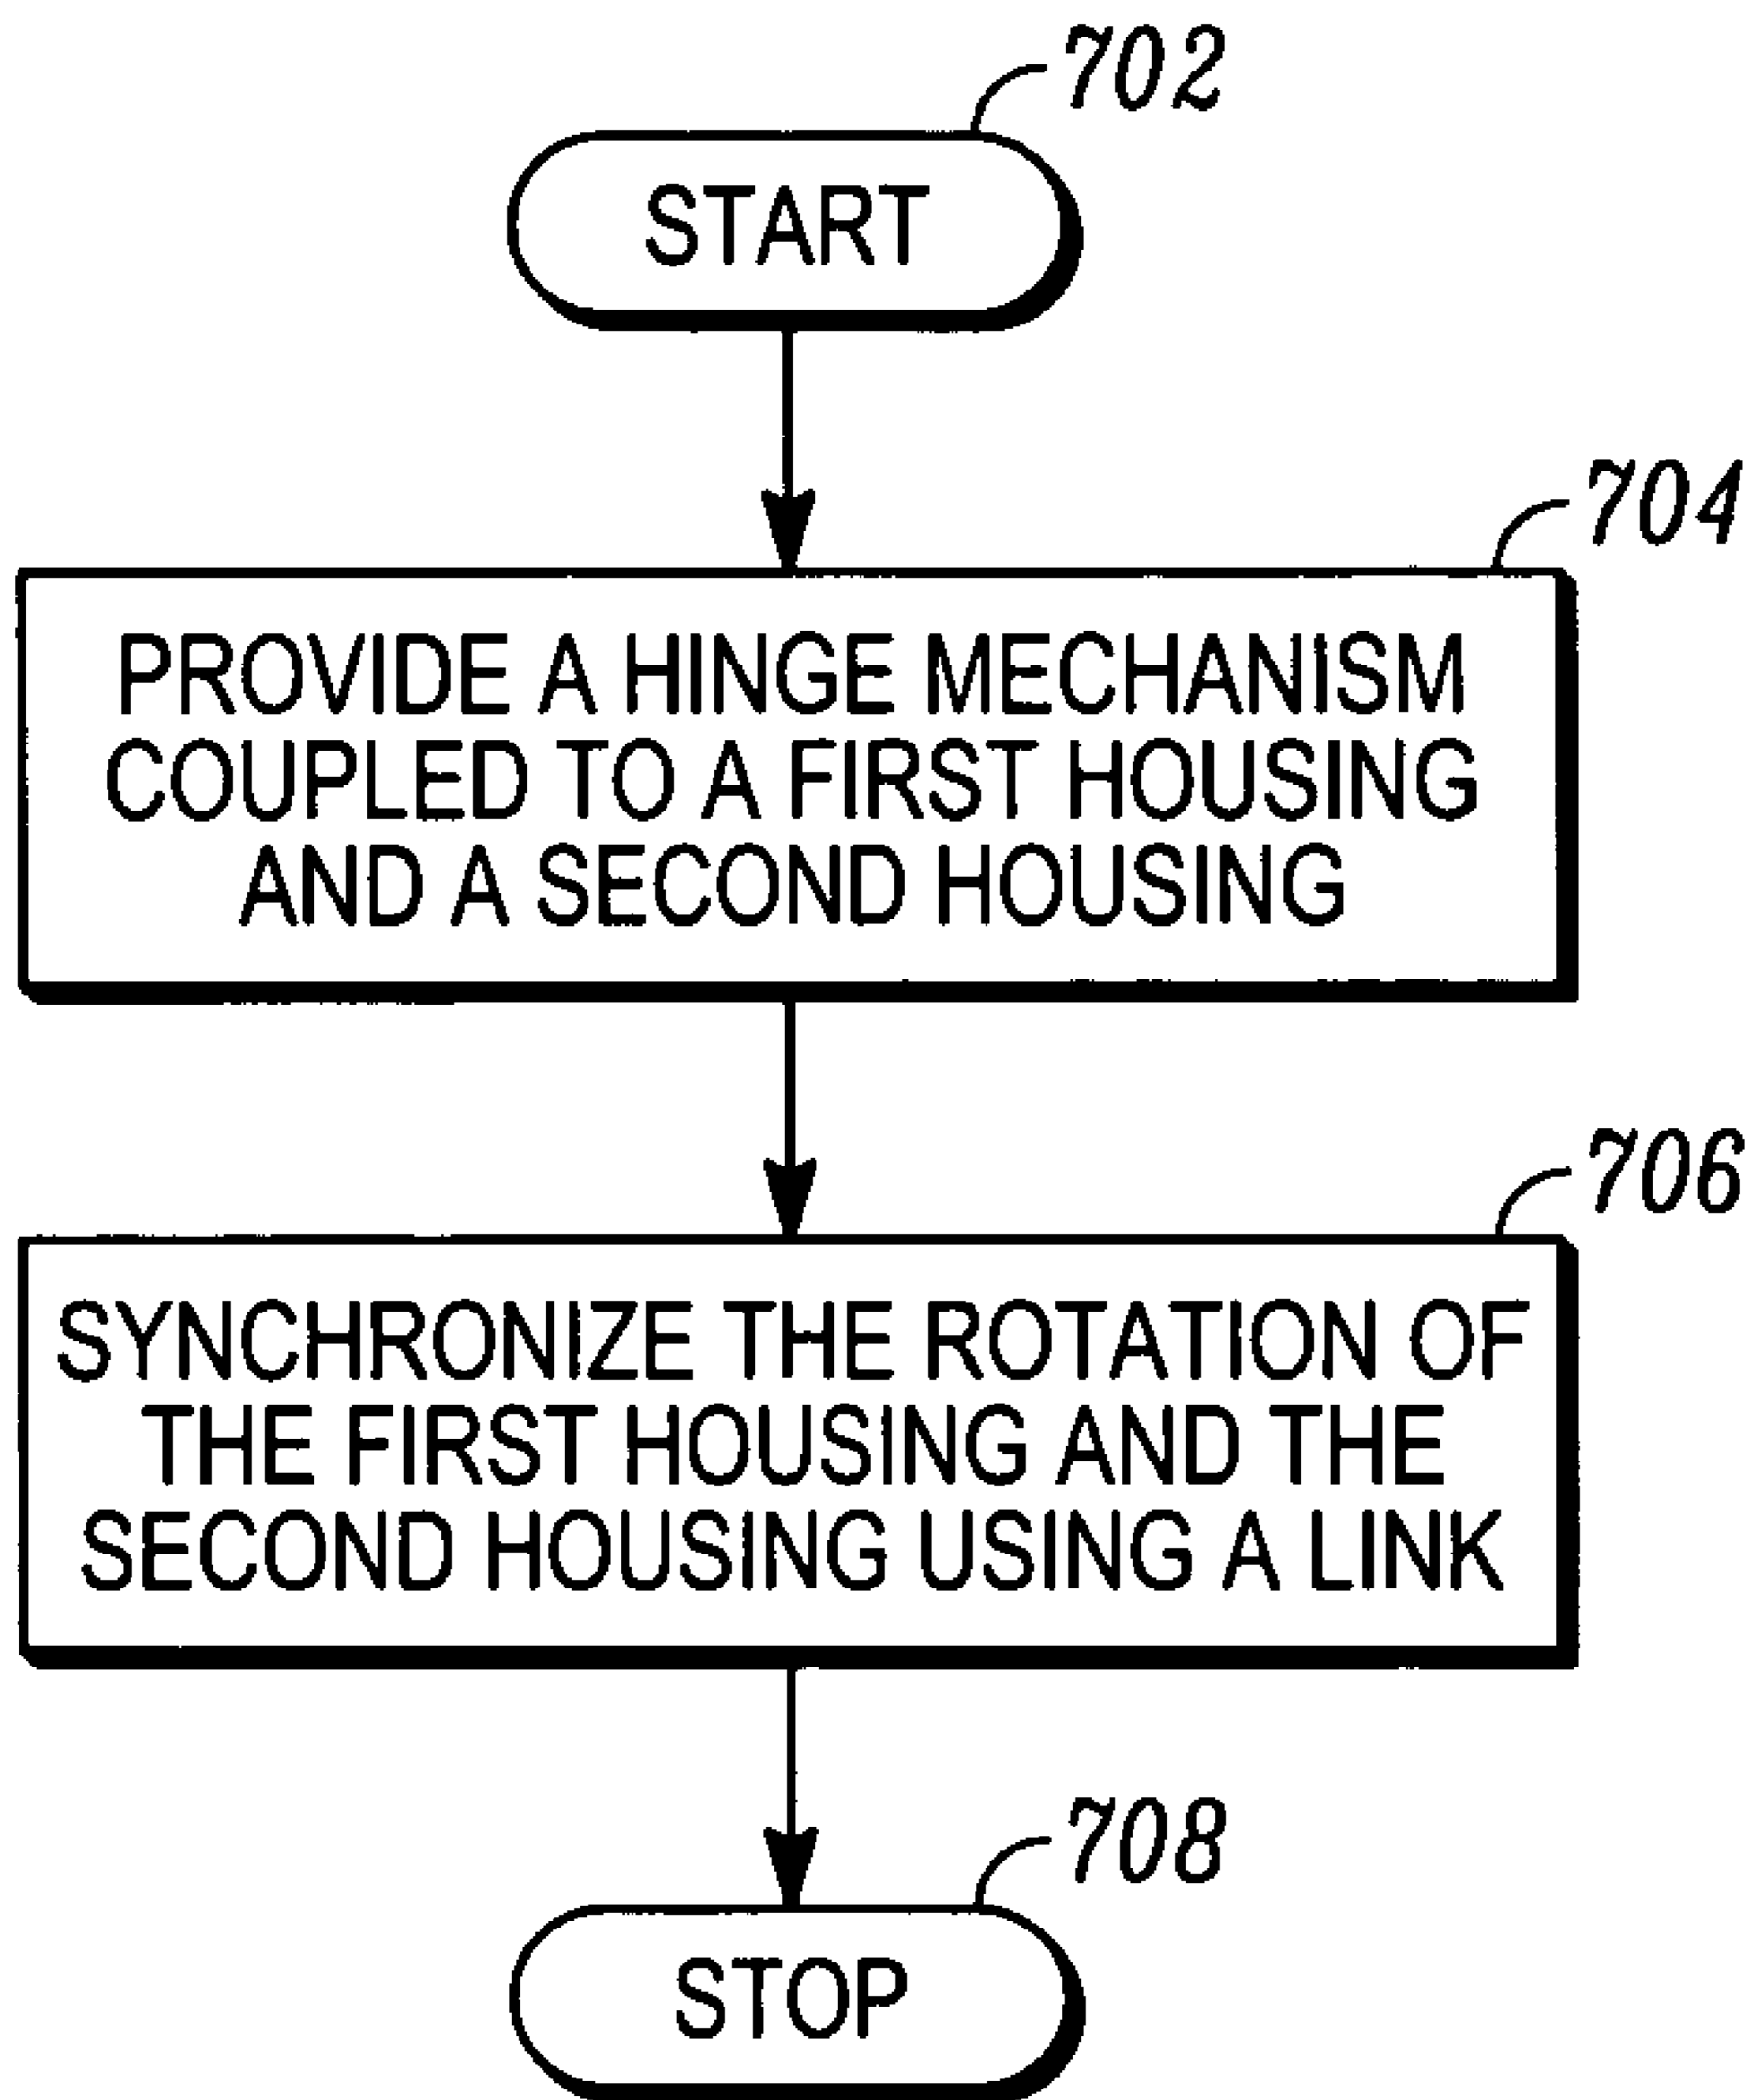 702
START
704
PROVIDE A HINGE MECHANISM
COUPLED TO A FIRST HOUSING
AND A SECOND HOUSING
706
SYNCHRONIZE THE ROTATION OF
THE FIRST HOUSING AND THE
SECOND HOUSING USING A LINK
708
STOP